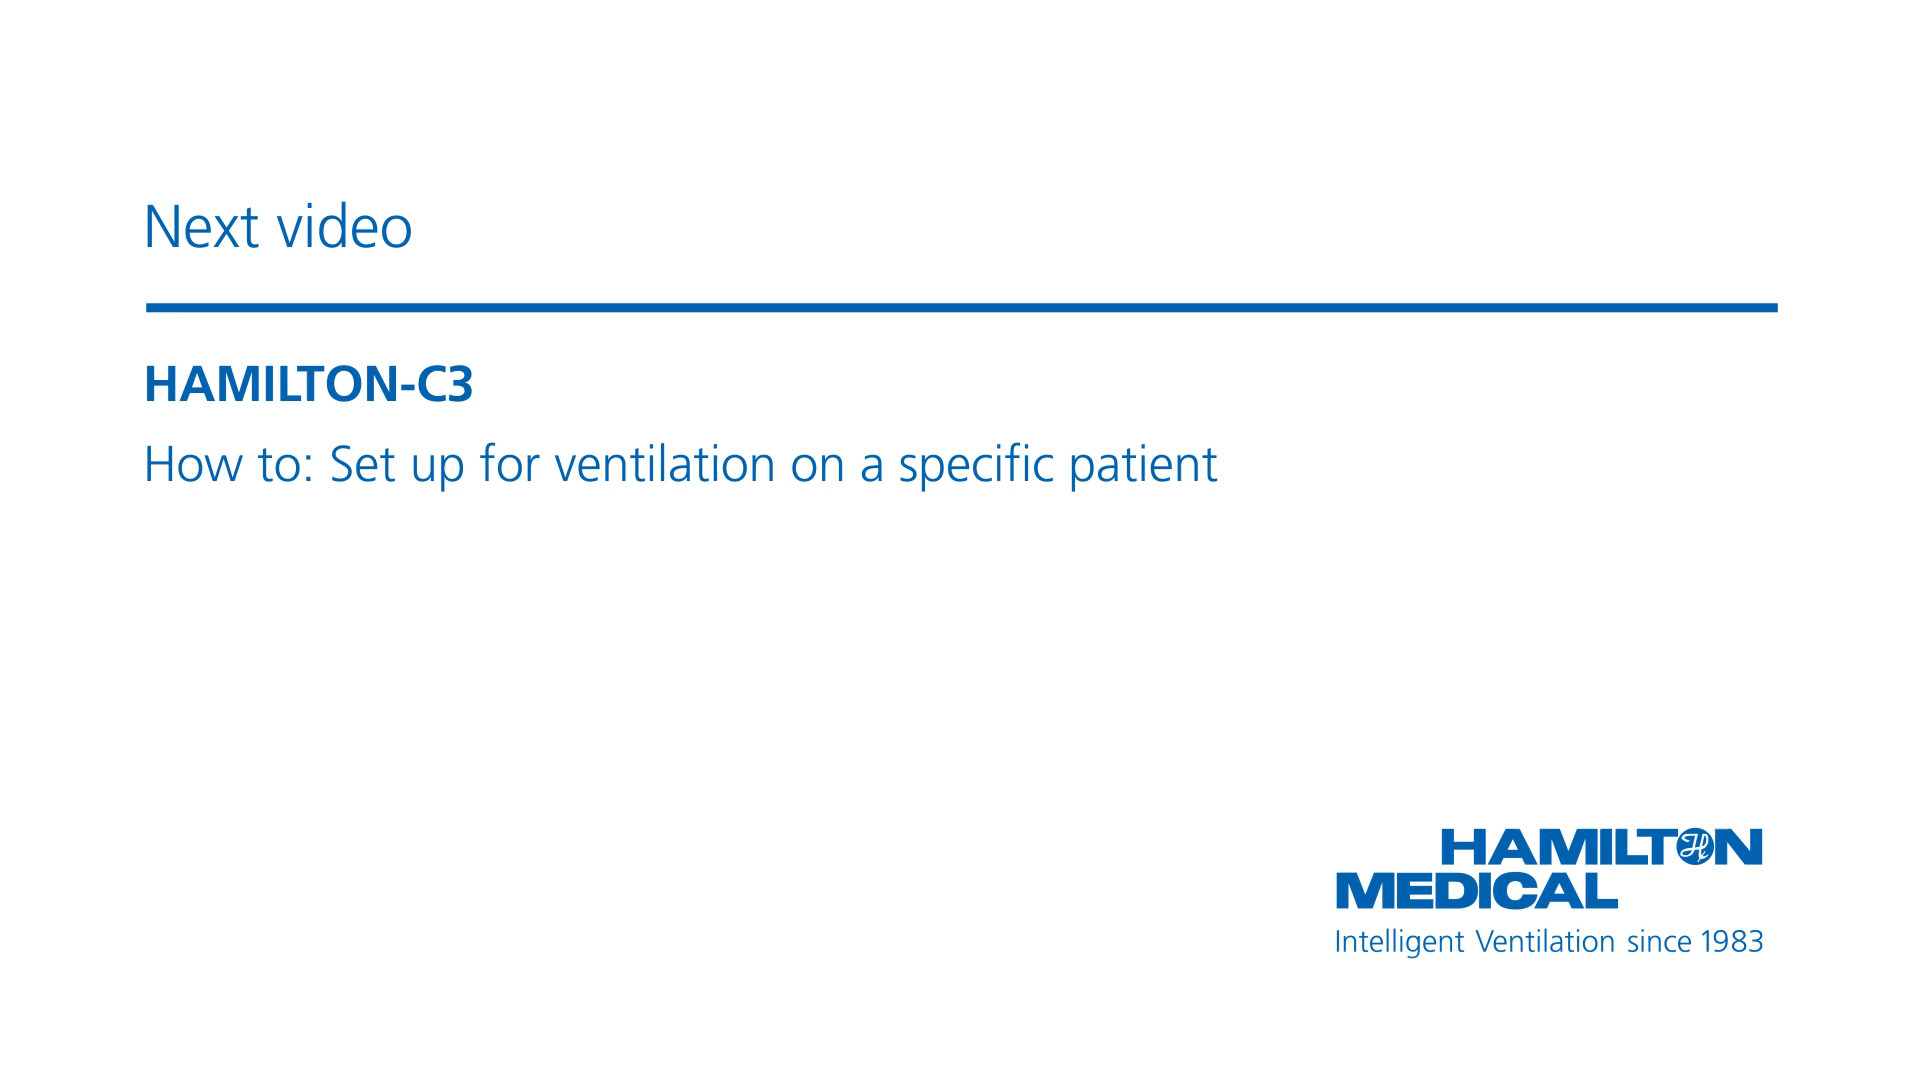 Next video
HAMILTON-C3
How to: Set up for ventilation on a specific patient
HAMILTON
MEDICAL
Intelligent Ventilation since 1983